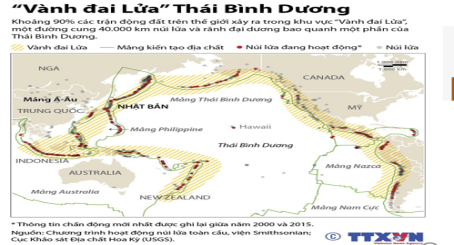 “Vành đai Lửa” Thái Bình Dương
Khoảng 90% các trận động đất trên thế giới xảy ra trong khu vực “Vành đai Lửa”,
một đường cung 40.000 km núi lửa và rãnh đại dương bao quanh một phần của
Thái Bình Dương.
Vành đai Lửa
Mảng kiến tạo địa chất
Núi lửa đang hoạt động*
Núi lửa
NGA
CANADA
Mảng Á-Âu
TRUNG QUỐC
NHẬT BẢN
Mảng Thái Bình Dương
MỸ
Mảng Philippine
Hawaii
Thái Bình Dương
INDONESIA
Mảng Nazca
AUSTRALIA
Mảng Australia
NEW ZEALAND
Mảng Nam Cực
* Thông tin chấn động mới nhất được ghi lại giữa năm 2000 và 2015.
Nguồn: Chương trình hoạt động núi lửa toàn cầu, viện Smithsonian;
Cục Khảo sát Địa chất Hoa Kỳ (USGS).
© TTXVN